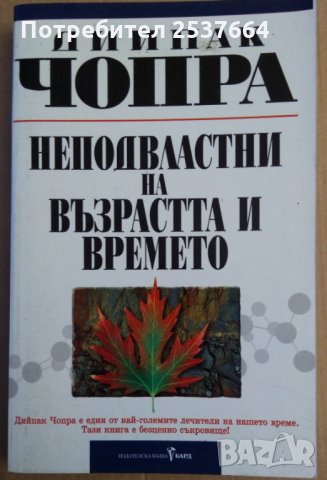 Потребител 2537664
ДИЙПАК
ЧОПРА
НЕПОДВЛАСТНИ
НА
ВЪЗРАСТТА И
ВРЕМЕТО
Дийпак Чопра е един от най-големите лечители на нашето време.
Тази книга е безценно съкровище!
ИЗДАТЕЛСКА КЪЩА БАРД
BAZAR